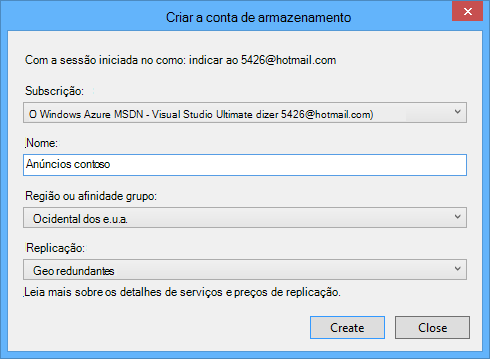 Criar a conta de armazenamento
Com a sessão iniciada no como: indicar ao 5426@hotmail.com
Subscrição:
O Windows Azure MSDN - Visual Studio Ultimate dizer 5426@hotmail.com)
Nome:
Anúncios contoso
Região ou afinidade grupo:
Ocidental dos e.u.a.
Replicação:
Geo redundantes
Leia mais sobre os detalhes de serviços e preços de replicação.
Create
Close